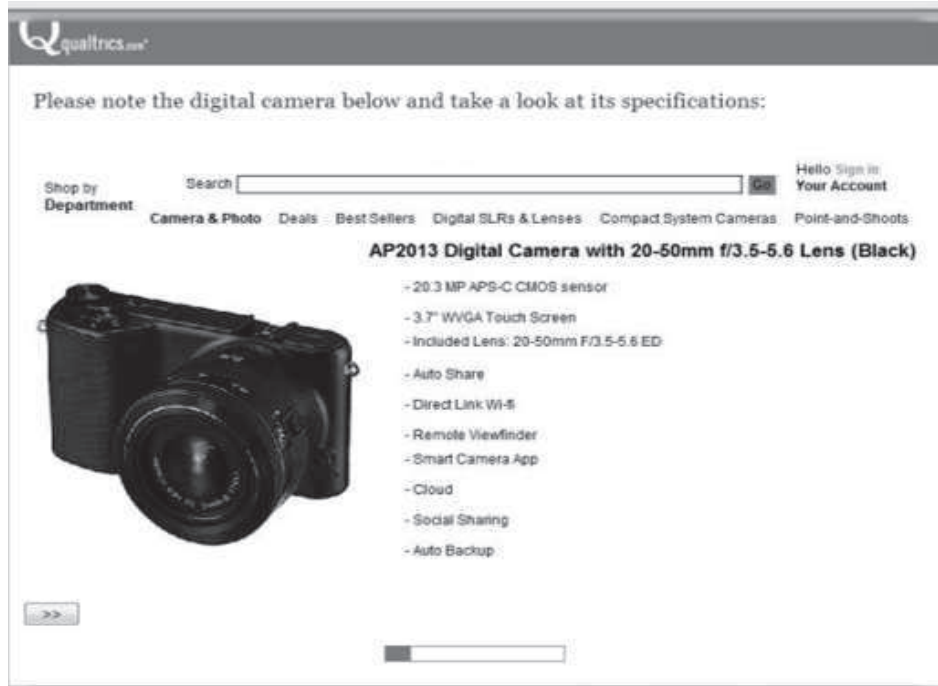 qualtrics.com
Please note the digital camera below and take a look at its specifications:
Hello Sign in
Shop by
Search
Go
Your Account
Department
Camera & Photo Deals Best Sellers Digital SLRs & Lenses Compact System Cameras Point-and-Shoots
AP2013 Digital Camera with 20-50mm f/3.5-5.6 Lens (Black)
- 20.3 MP APS-C CMOS sensor
- 3.7" WVGA Touch Screen
- Included Lens: 20-50mm F/3.5-5.6 ED
- Auto Share
- Direct Link Wi-fi
- Remote Viewfinder
- Smart Camera App
- Cloud
- Social Sharing
- Auto Backup
>>